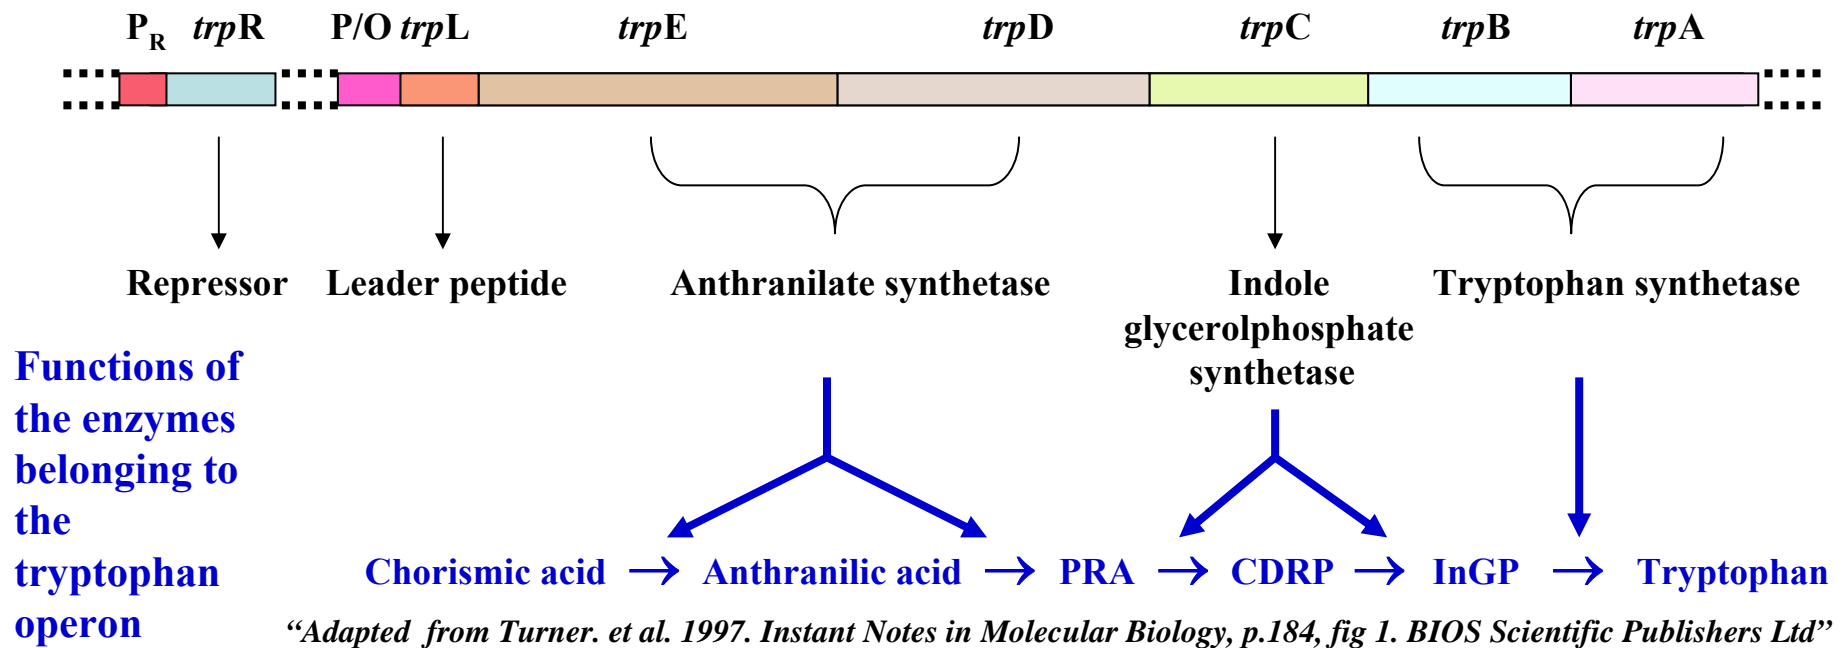 P_R trpR P/O trpL trpE trpD trpC trpB trpA
Repressor Leader peptide Anthranilate synthetase Indole Tryptophan synthetase
glycerolphosphate
synthetase
Functions of
the enzymes
belonging to
the
tryptophan
operon
Chorismic acid → Anthranilic acid → PRA → CDRP → InGP → Tryptophan
“Adapted from Turner. et al. 1997. Instant Notes in Molecular Biology, p.184, fig 1. BIOS Scientific Publishers Ltd”